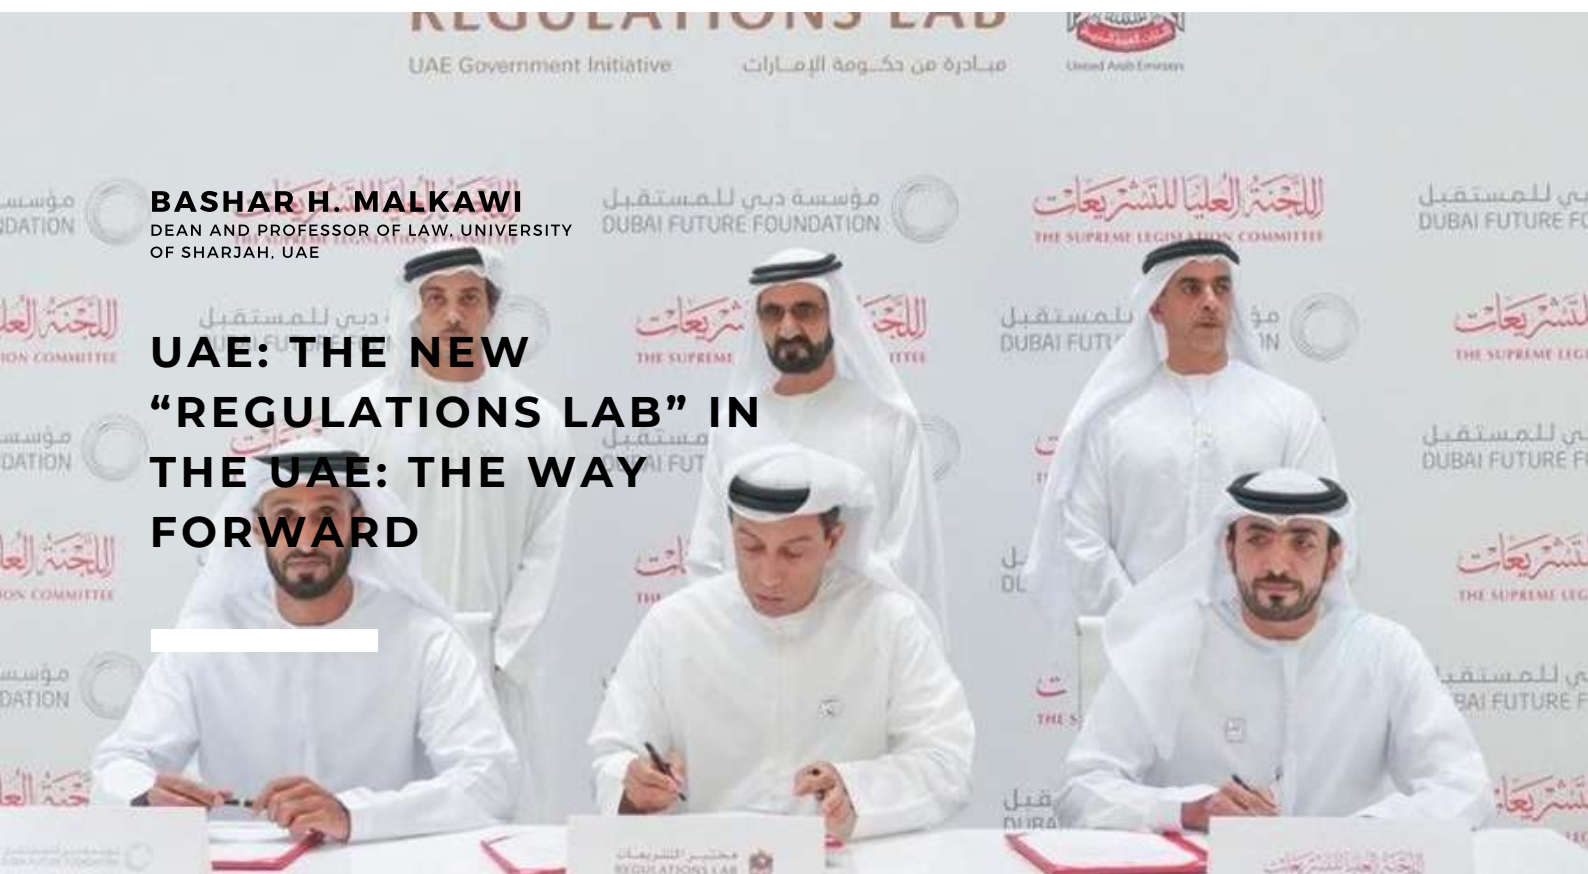 REGULATIONS LAB
UAE Government Initiative
مبادرة من حكومة الإمارات
United Arab Emirates
BASHAR H. MALKAWI
DEAN AND PROFESSOR OF LAW, UNIVERSITY
OF SHARJAH, UAE
مؤسسة دبي للمستقبل
DUBAI FUTURE FOUNDATION
اللجنة العليا للتشريعات
THE SUPREME LEGISLATION COMMITTEE
UAE: THE NEW
“REGULATIONS LAB” IN
THE UAE: THE WAY
FORWARD
مختبر التشريعات
REGULATIONS LAB